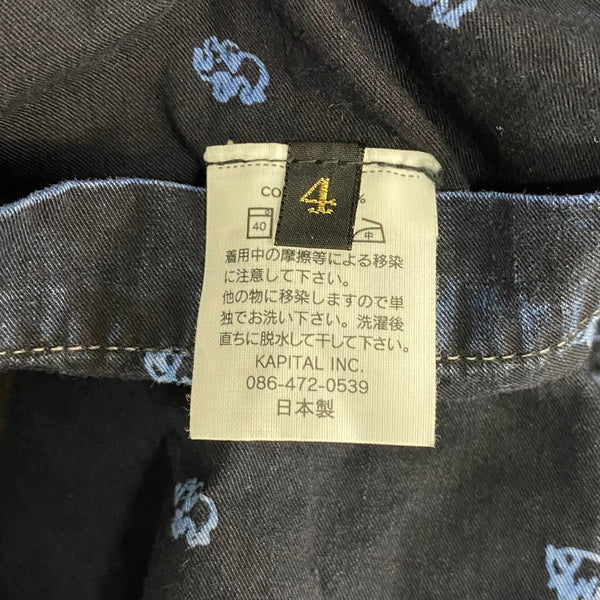 4
40 中
着用中の摩擦等による移染
に注意して下さい。
他の物に移染しますので単
独でお洗い下さい。洗濯後
直ちに脱水して干して下さい。
KAPITAL INC.
086-472-0539
日本製